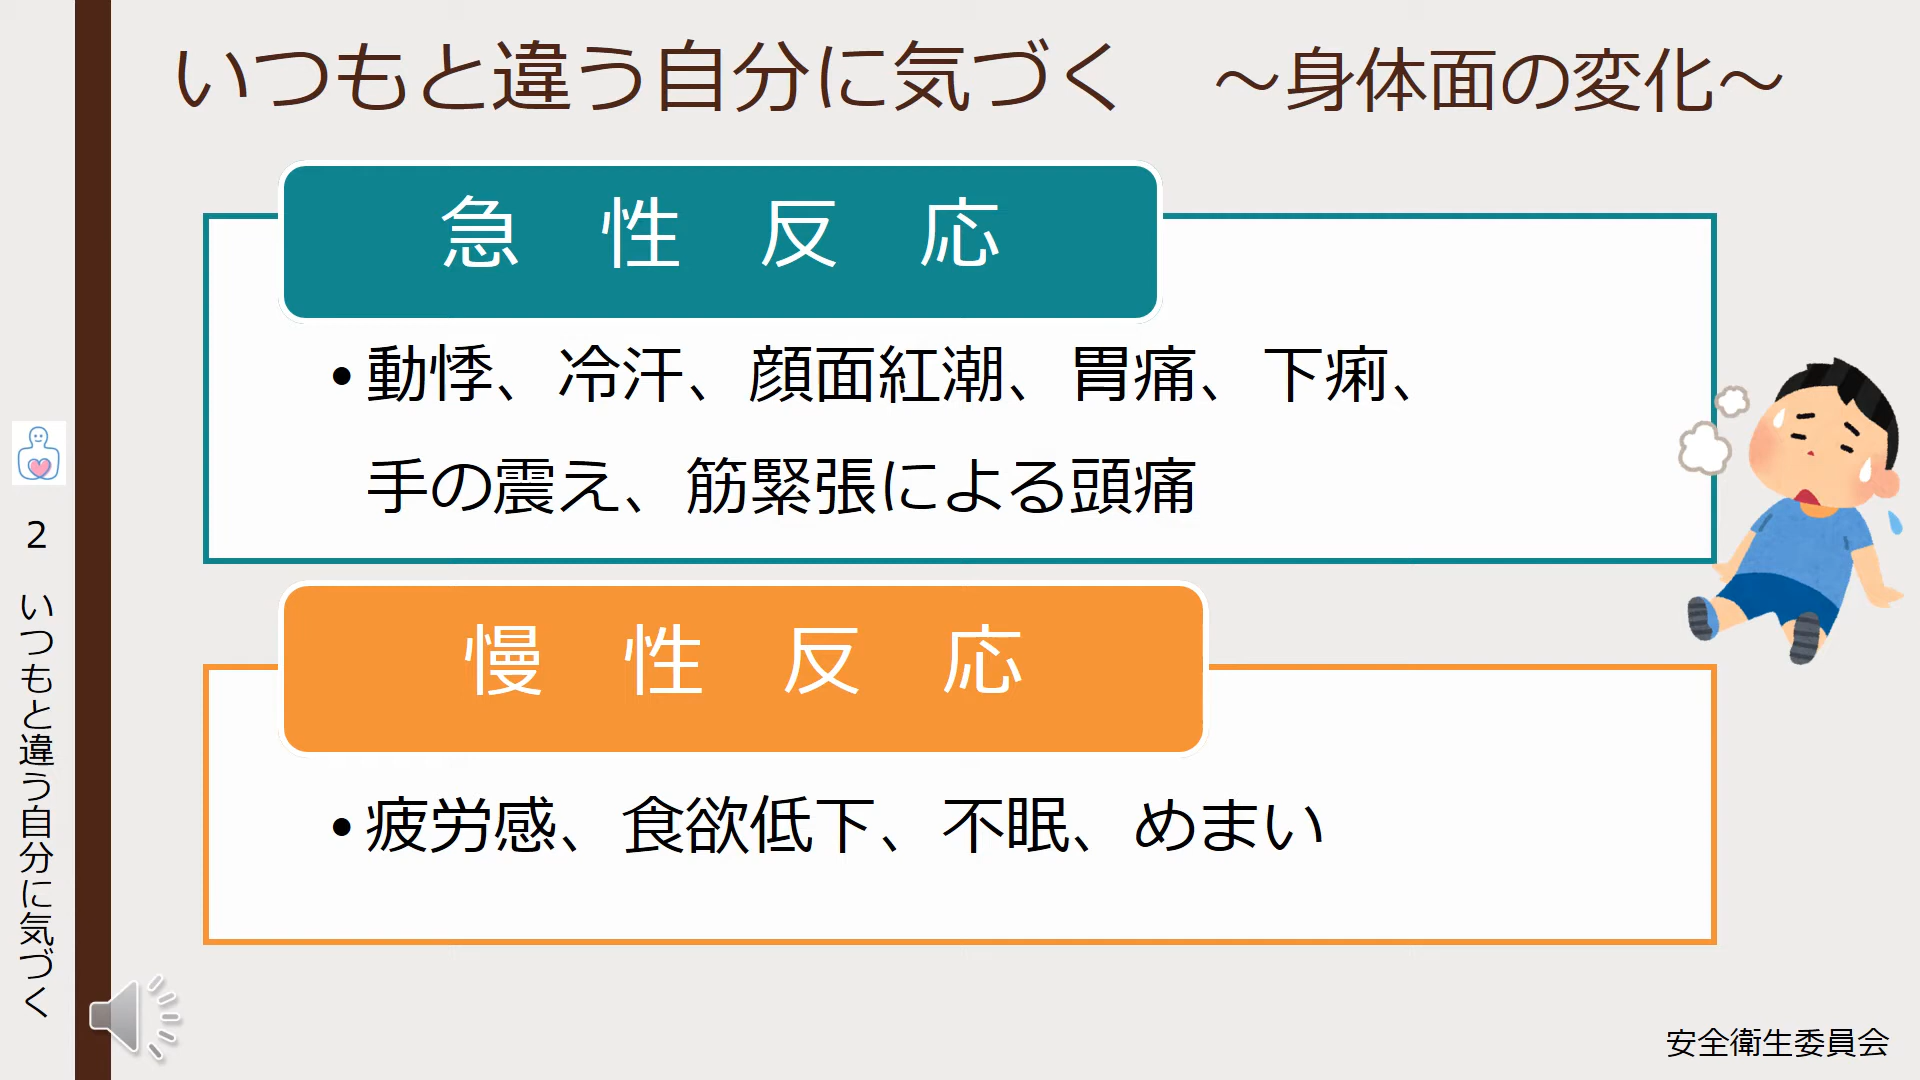 いつもと違う自分に気づく　～身体面の変化～
急　性　反　応
•動悸、冷汗、顔面紅潮、胃痛、下痢、
手の震え、筋緊張による頭痛
慢　性　反　応
•疲労感、食欲低下、不眠、めまい
2　いつもと違う自分に気づく
安全衛生委員会